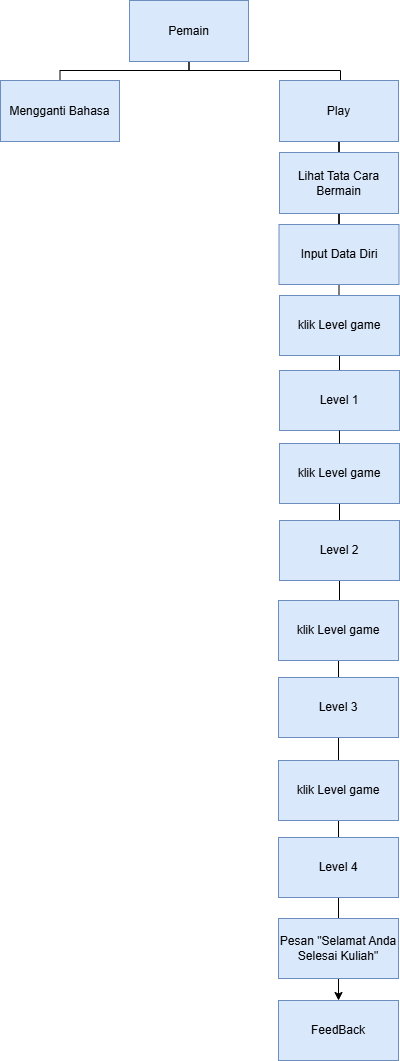 Pemain
Mengganti Bahasa
Play
Lihat Tata Cara
Bermain
Input Data Diri
klik Level game
Level 1
klik Level game
Level 2
klik Level game
Level 3
klik Level game
Level 4
Pesan "Selamat Anda
Selesai Kuliah"
FeedBack